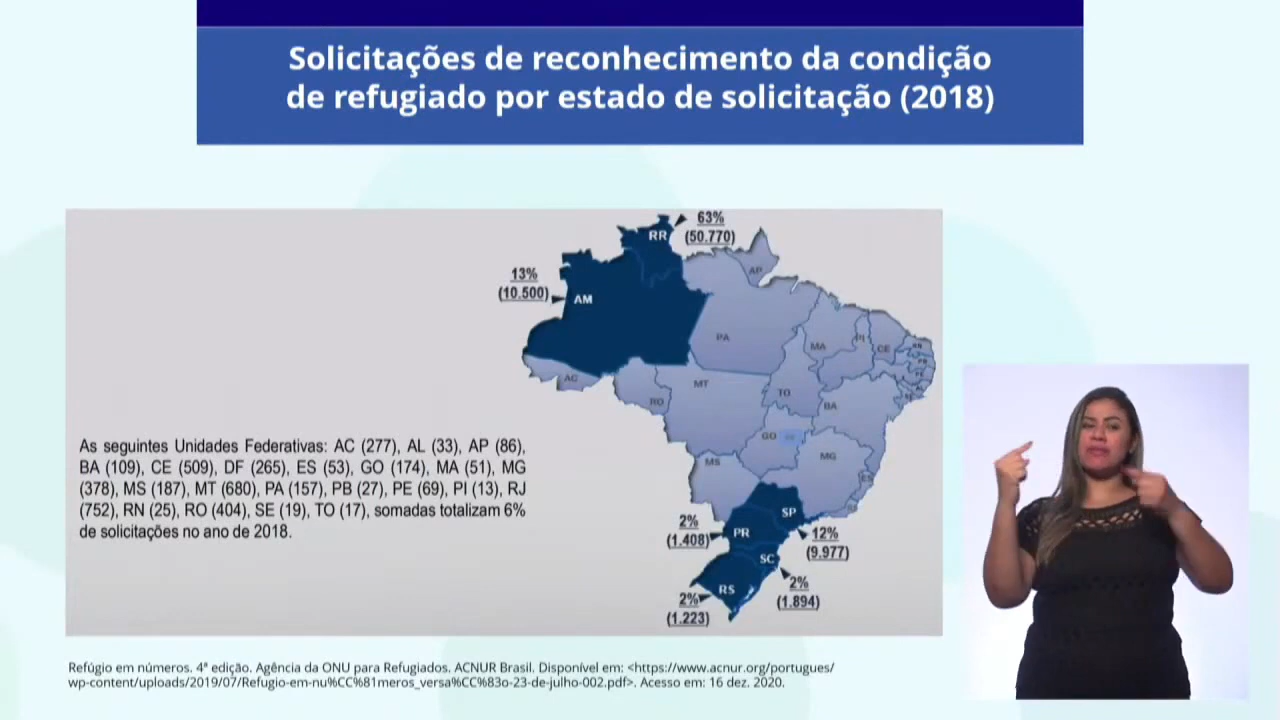 Solicitações de reconhecimento da condição
de refugiado por estado de solicitação (2018)
63%
(50.770)
RR
13%
(10.500)
AM
AP
PA
MA
PI
CE
AC
MT
TO
RO
BA
GO
MS
MG
ES
As seguintes Unidades Federativas: AC (277), AL (33), AP (86),
BA (109), CE (509), DF (265), ES (53), GO (174), MA (51), MG
(378), MS (187), MT (680), PA (157), PB (27), PE (69), PI (13), RJ
(752), RN (25), RO (404), SE (19), TO (17), somadas totalizam 6%
de solicitações no ano de 2018.
SP
2%
(1.408)
PR
12%
(9.977)
SC
2%
(1.894)
RS
2%
(1.223)
Refúgio em números. 4ª edição. Agência da ONU para Refugiados. ACNUR Brasil. Disponível em: <https://www.acnur.org/portugues/
wp-content/uploads/2019/07/Refugio-em-nu%CC%81meros_versa%CC%83o-23-de-julho-002.pdf>. Acesso em: 16 dez. 2020.